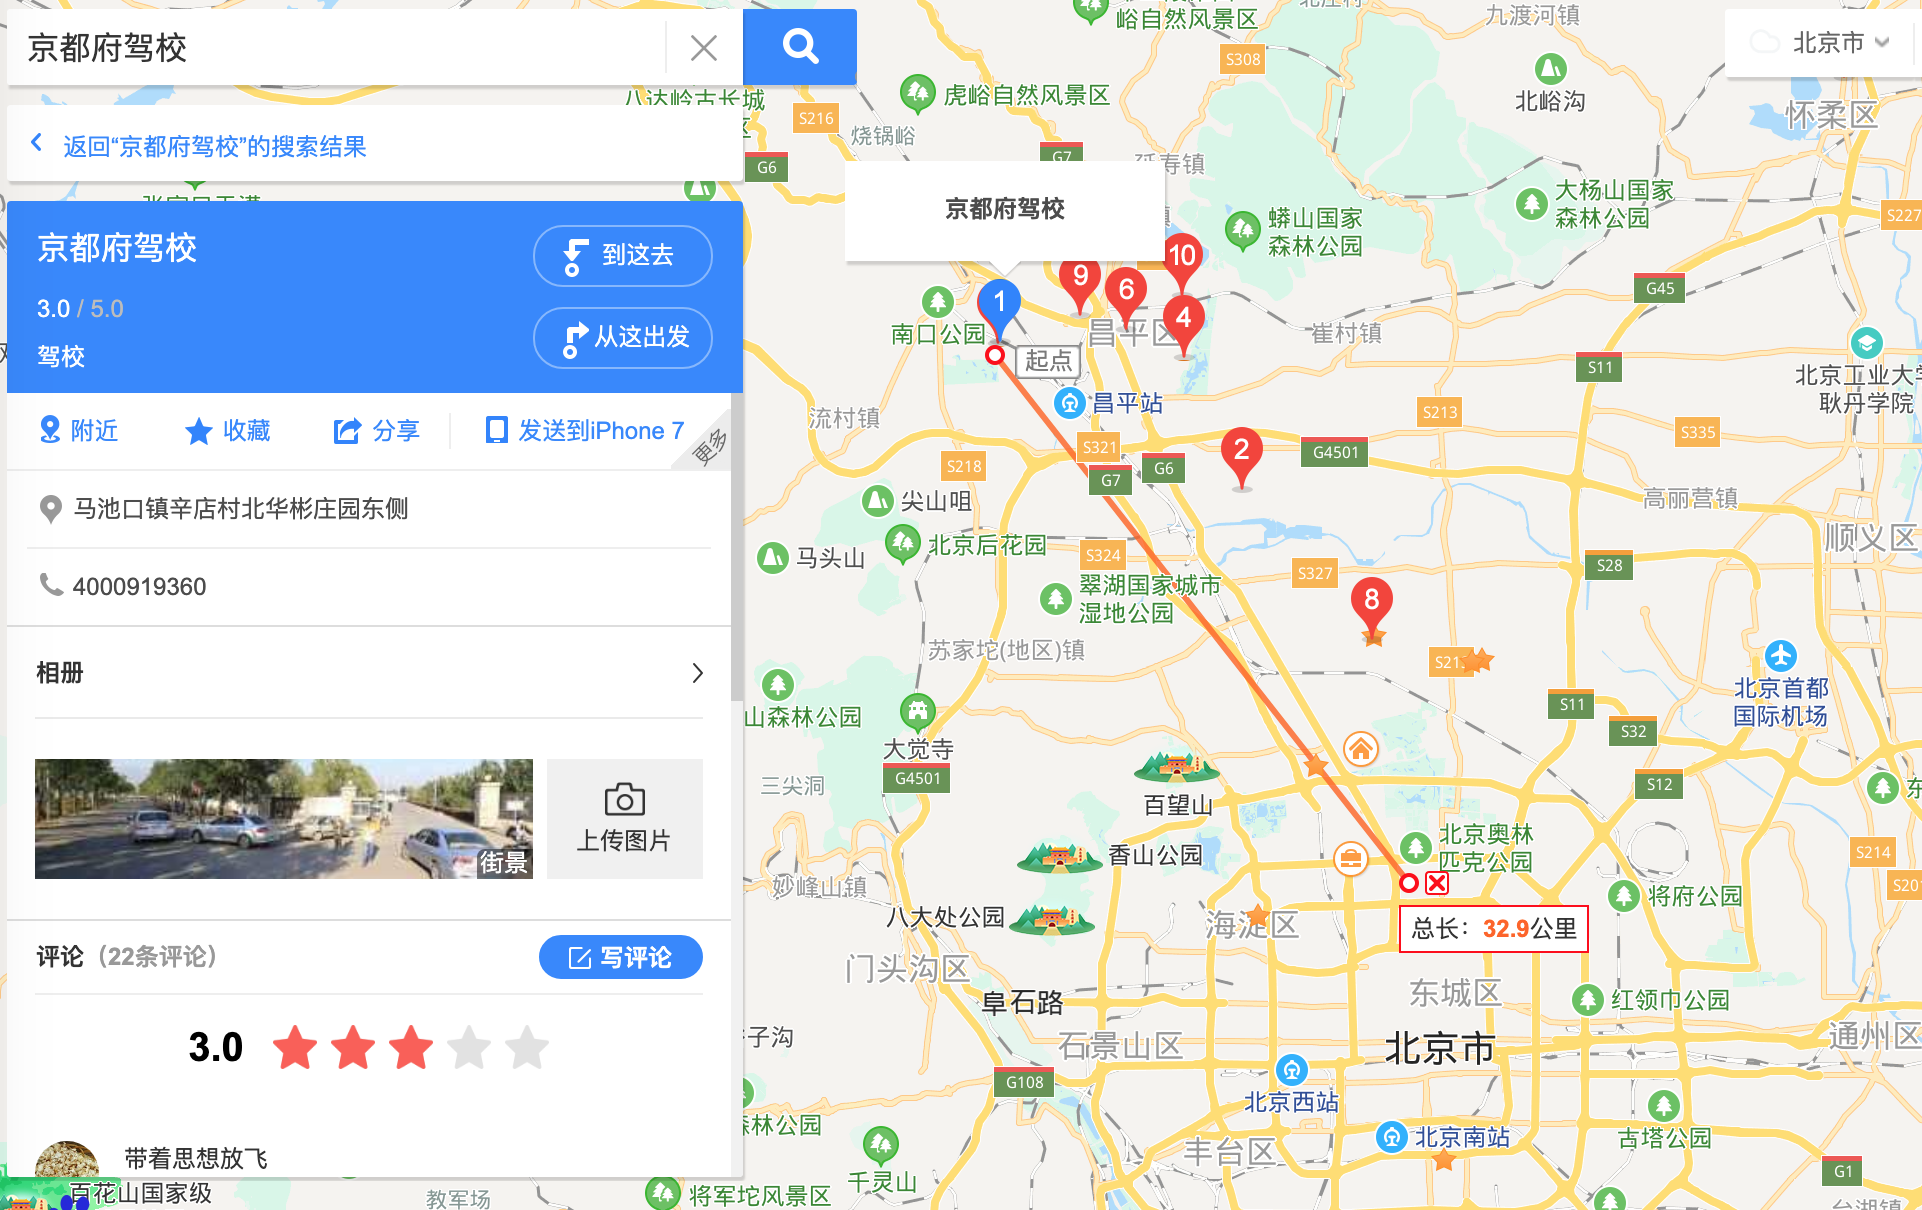 京都府驾校
返回“京都府驾校”的搜索结果
京都府驾校
3.0 / 5.0
驾校
到这去
从这出发
附近
收藏
分享
发送到iPhone 7
更多
马池口镇辛店村北华彬庄园东侧
4000919360
相册
街景
上传图片
评论（22条评论）
写评论
3.0
带着思想放飞
百花山国家级
教军场
将军坨风景区
千灵山
森林公园
北京市
峪自然风景区
九渡河镇
S308
北峪沟
怀柔区
八达岭古长城
虎峪自然风景区
S216
烧锅峪
G6
G7
延寿镇
京都府驾校
大杨山国家
森林公园
蟒山国家
森林公园
S227
10
9
6
1
4
G45
南口公园
昌平区
崔村镇
起点
S11
北京工业大学
耿丹学院
昌平站
流村镇
S213
S335
S321
2
G4501
S218
G6
G7
尖山咀
高丽营镇
顺义区
北京后花园
马头山
S324
S327
S28
翠湖国家城市
湿地公园
8
苏家坨(地区)镇
北京首都
国际机场
山森林公园
S11
S32
大觉寺
G4501
三尖洞
百望山
S12
北京奥林
匹克公园
香山公园
S214
妙峰山镇
将府公园
八大处公园
海淀区
总长：32.9公里
门头沟区
阜石路
东城区
红领巾公园
石景山区
北京市
通州区
G108
北京西站
北京南站
古塔公园
丰台区
G1
台湖镇